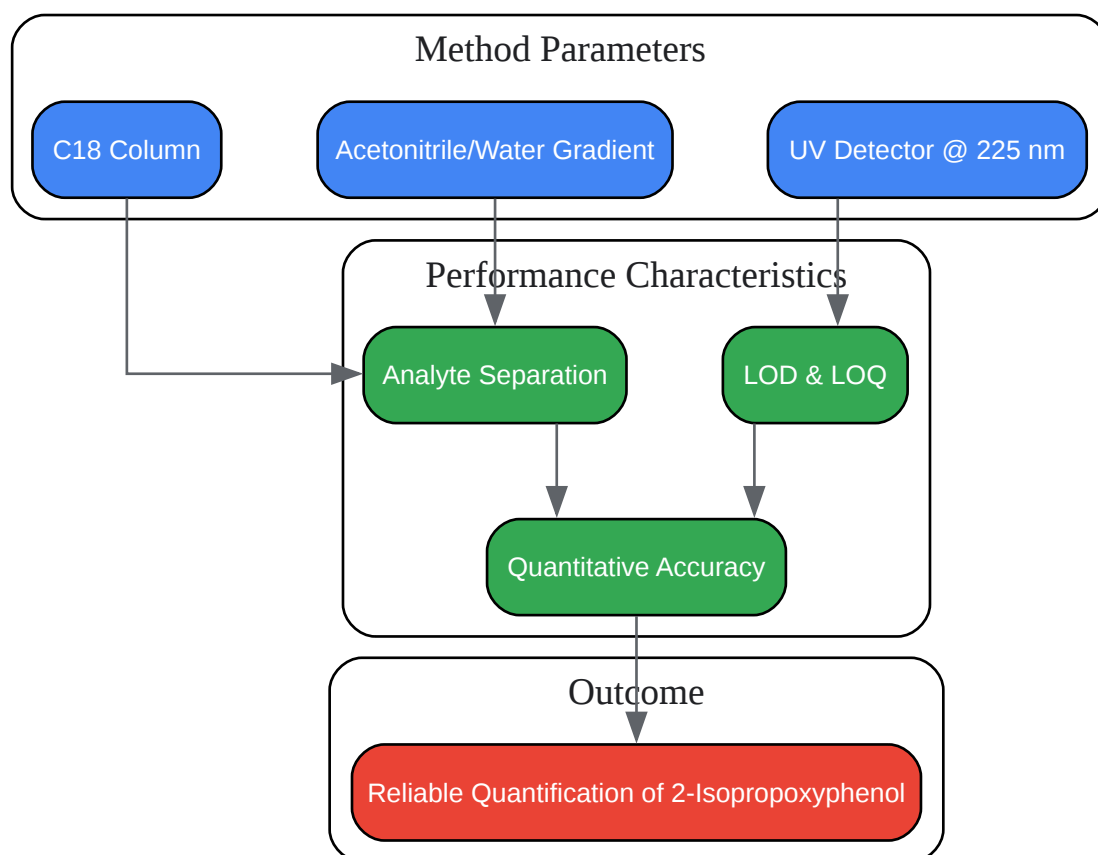 Method Parameters
C18 Column
Acetonitrile/Water Gradient
UV Detector @ 225 nm
Performance Characteristics
Analyte Separation
LOD & LOQ
Quantitative Accuracy
Outcome
Reliable Quantification of 2-Isopropoxyphenol